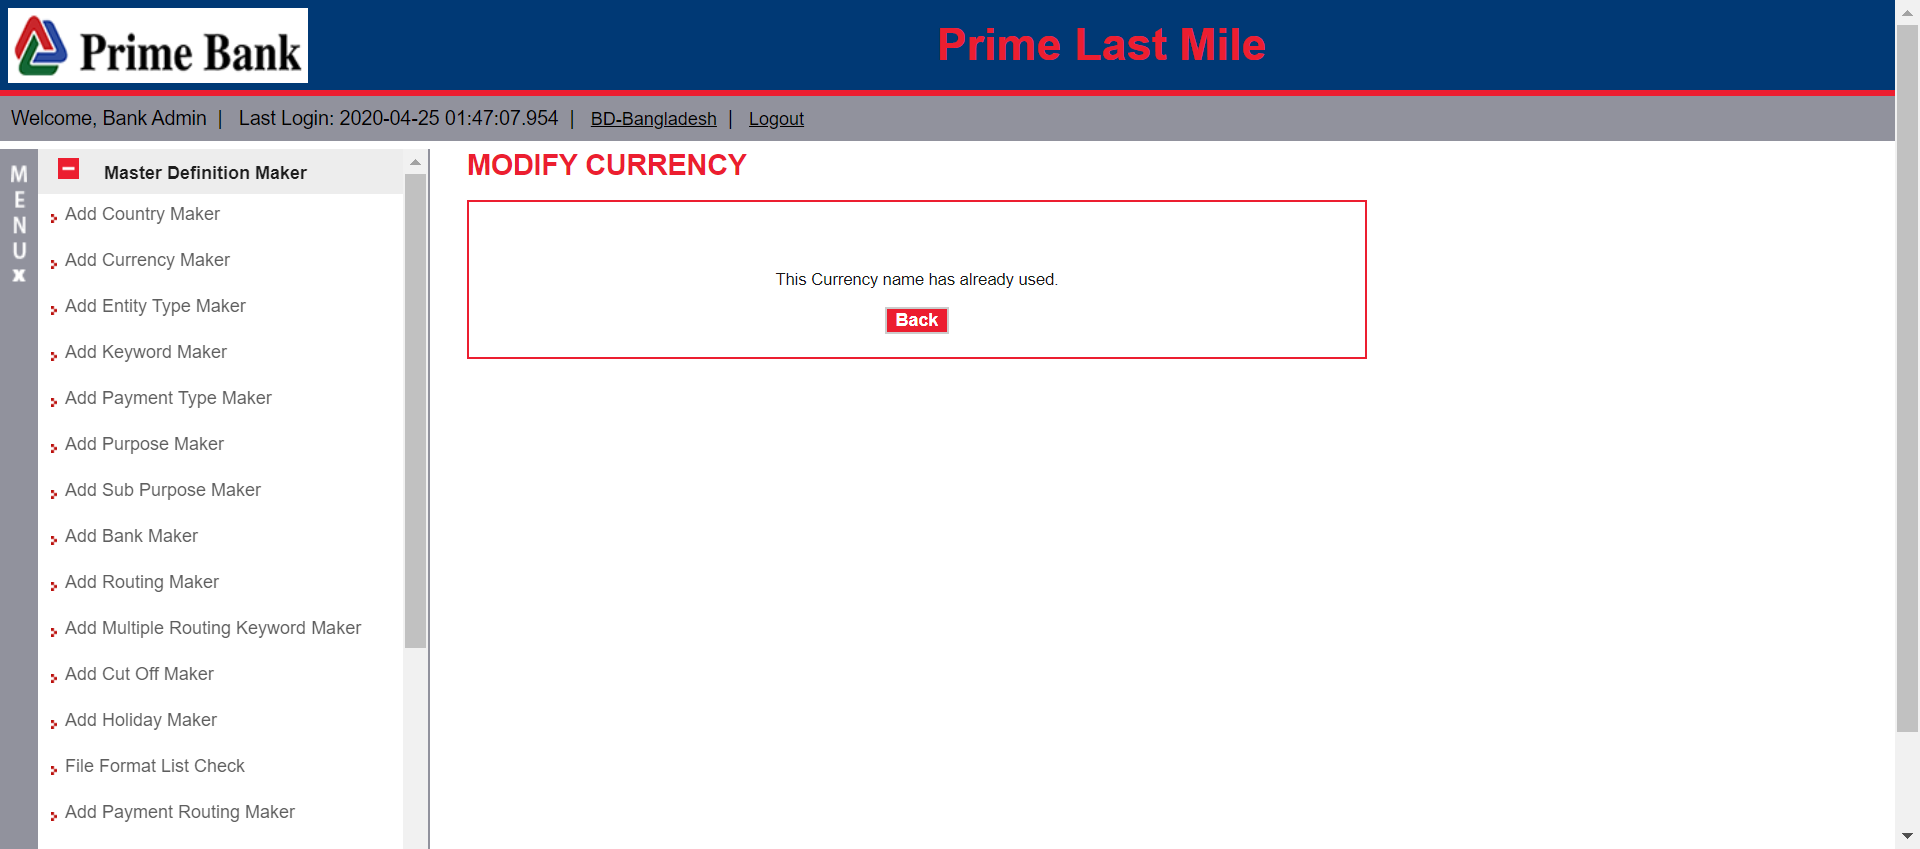 Prime Bank
Prime Last Mile
Welcome, Bank Admin | Last Login: 2020-04-25 01:47:07.954 | BD-Bangladesh | Logout
MENU X
Master Definition Maker
Add Country Maker
Add Currency Maker
Add Entity Type Maker
Add Keyword Maker
Add Payment Type Maker
Add Purpose Maker
Add Sub Purpose Maker
Add Bank Maker
Add Routing Maker
Add Multiple Routing Keyword Maker
Add Cut Off Maker
Add Holiday Maker
File Format List Check
Add Payment Routing Maker
MODIFY CURRENCY
This Currency name has already used.
Back